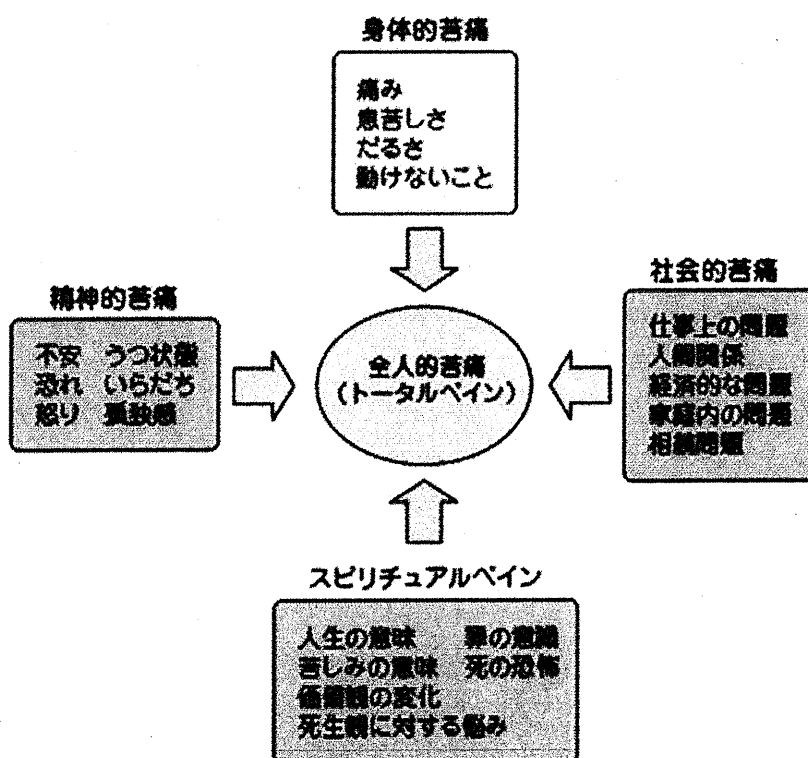 身体的苦痛
痛み
息苦しさ
だるさ
動けないこと
精神的苦痛
不安 うつ状態
恐れ いらだち
怒り 孤独感
社会的苦痛
仕事上の問題
人間関係
経済的な問題
家庭内の問題
相続問題
全人的苦痛
(トータルペイン)
スピリチュアルペイン
人生の意味 罪の意識
苦しみの意味 死の恐怖
価値観の変化
死生観に対する悩み